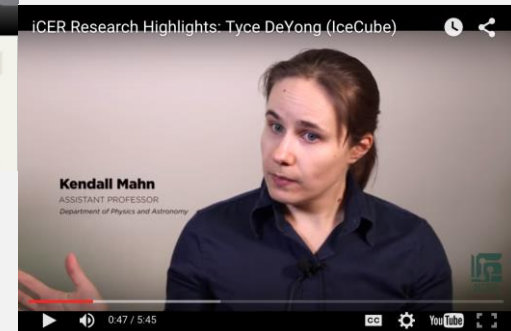 iCER Research Highlights: Tyce DeYong (IceCube)
Kendall Mahn
ASSISTANT PROFESSOR
Department of Physics and Astronomy
0:47 / 5:45
CC
YouTube